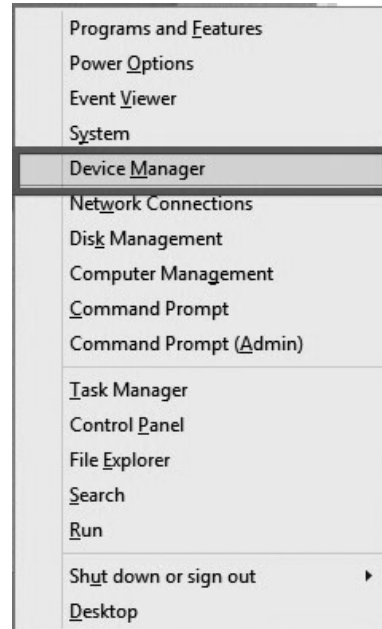 Programs and Features
Power Options
Event Viewer
System
Device Manager
Network Connections
Disk Management
Computer Management
Command Prompt
Command Prompt (Admin)
Task Manager
Control Panel
File Explorer
Search
Run
Shut down or sign out
Desktop